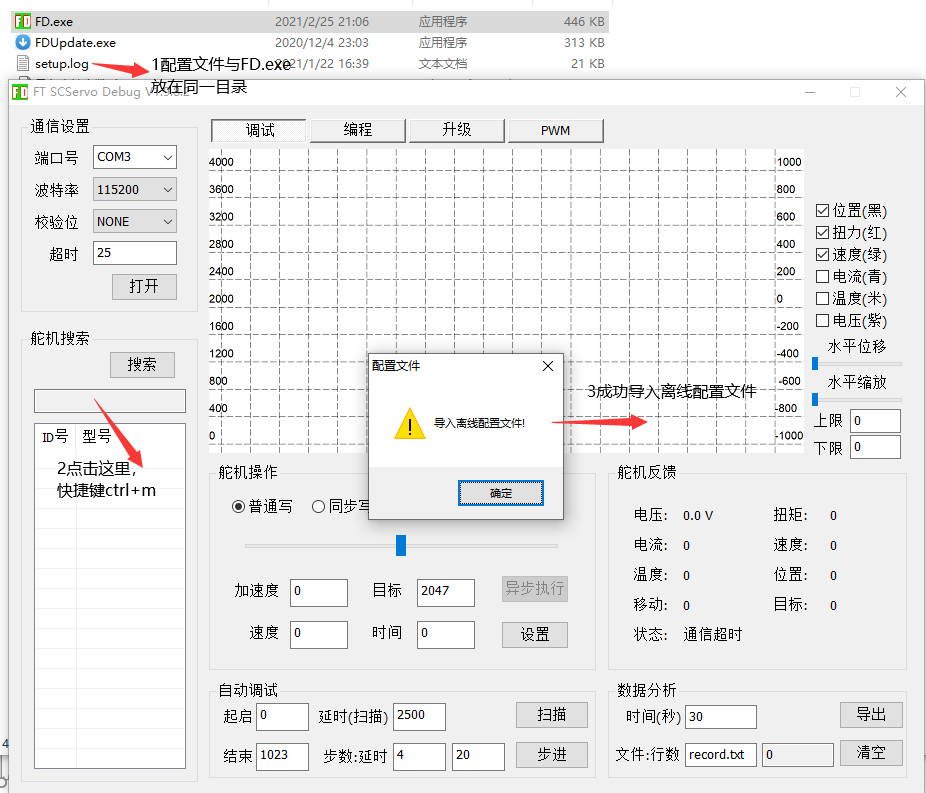 FD.exe 2021/2/25 21:06 应用程序 446 KB
FDUpdate.exe 2020/12/4 23:03 应用程序 313 KB
setup.log 2021/1/22 16:39 文本文档 21 KB
1配置文件与FD.exe
放在同一目录
FT SCServo Debug
通信设置
端口号 COM3
波特率 115200
校验位 NONE
超时 25
打开
舵机搜索
搜索
ID号 型号
2点击这里,
快捷键ctrl+m
调试 编程 升级 PWM
4000 1000
3600 800
3200 600
2800 400
2400 200
2000 0
1600 -200
1200 -400
800 -600
400 -800
0 -1000
位置(黑)
扭力(红)
速度(绿)
电流(青)
温度(米)
电压(紫)
水平位移
水平缩放
上限 0
下限 0
配置文件
导入离线配置文件!
确定
3成功导入离线配置文件
舵机操作
普通写 同步写
加速度 0 目标 2047 异步执行
速度 0 时间 0 设置
舵机反馈
电压: 0.0 V 扭矩: 0
电流: 0 速度: 0
温度: 0 位置: 0
移动: 0 目标: 0
状态: 通信超时
自动调试
起启 0 延时(扫描) 2500 扫描
结束 1023 步数:延时 4 20 步进
数据分析
时间(秒) 30 导出
文件:行数 record.txt 0 清空